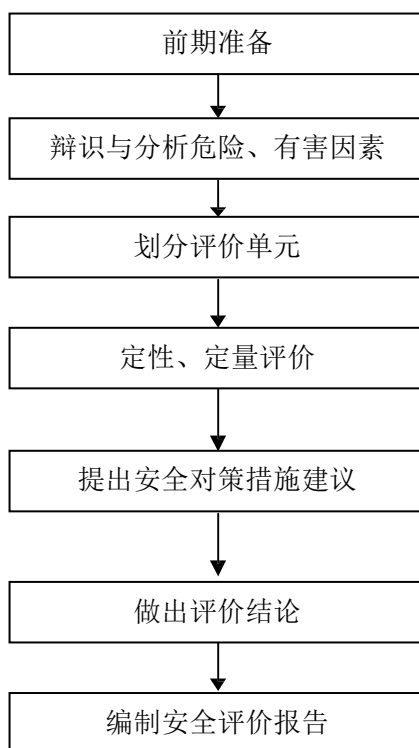 前期准备
辩识与分析危险、有害因素
划分评价单元
定性、定量评价
提出安全对策措施建议
做出评价结论
编制安全评价报告